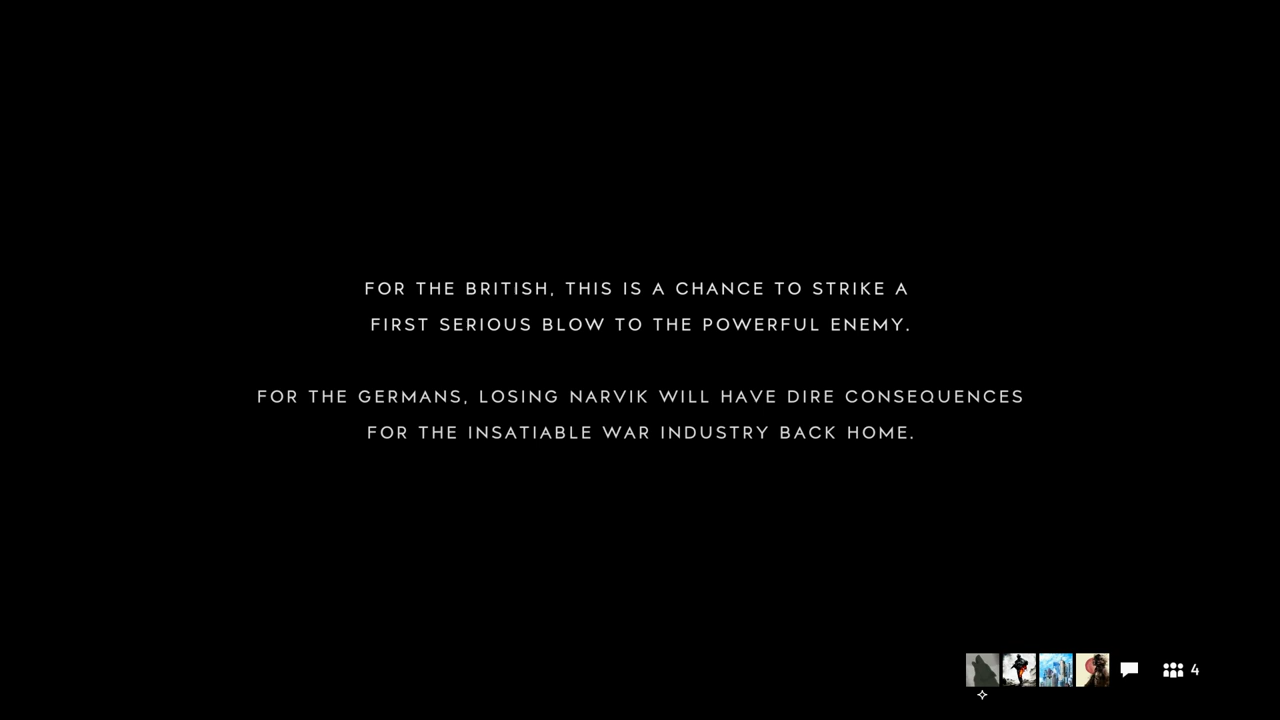 FOR THE BRITISH, THIS IS A CHANCE TO STRIKE A
FIRST SERIOUS BLOW TO THE POWERFUL ENEMY.
FOR THE GERMANS, LOSING NARVIK WILL HAVE DIRE CONSEQUENCES
FOR THE INSATIABLE WAR INDUSTRY BACK HOME.
4